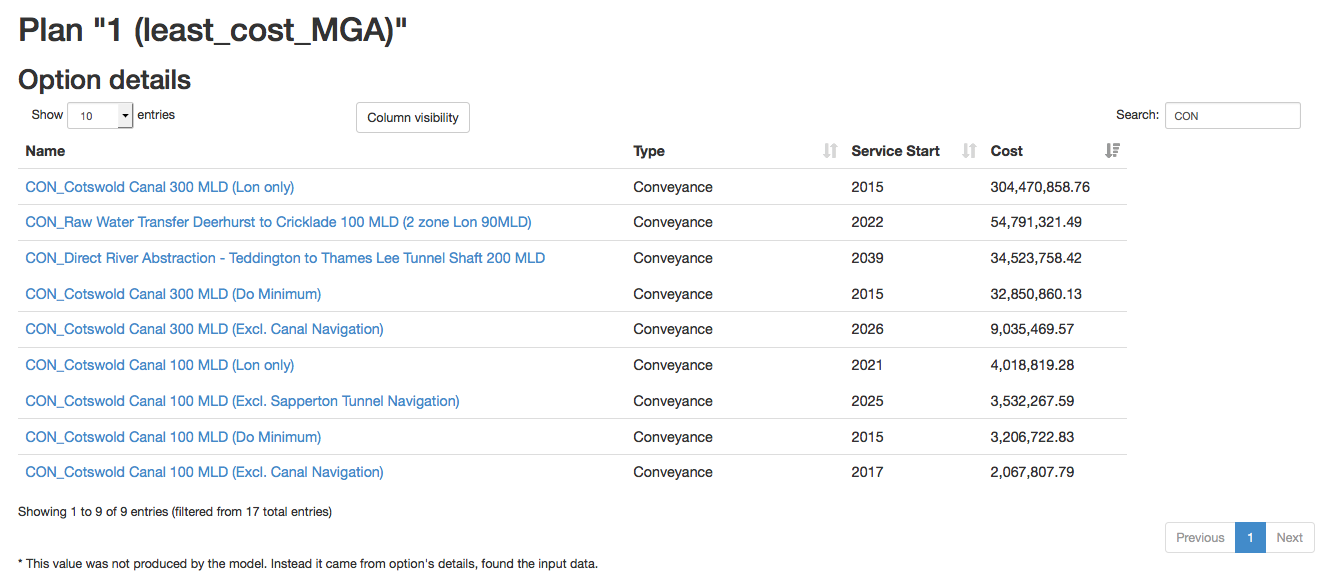 Plan "1 (least_cost_MGA)"
Option details
Show 10 entries Column visibility Search: CON
Name Type Service Start Cost
CON_Cotswold Canal 300 MLD (Lon only) Conveyance 2015 304,470,858.76
CON_Raw Water Transfer Deerhurst to Cricklade 100 MLD (2 zone Lon 90MLD) Conveyance 2022 54,791,321.49
CON_Direct River Abstraction - Teddington to Thames Lee Tunnel Shaft 200 MLD Conveyance 2039 34,523,758.42
CON_Cotswold Canal 300 MLD (Do Minimum) Conveyance 2015 32,850,860.13
CON_Cotswold Canal 300 MLD (Excl. Canal Navigation) Conveyance 2026 9,035,469.57
CON_Cotswold Canal 100 MLD (Lon only) Conveyance 2021 4,018,819.28
CON_Cotswold Canal 100 MLD (Excl. Sapperton Tunnel Navigation) Conveyance 2025 3,532,267.59
CON_Cotswold Canal 100 MLD (Do Minimum) Conveyance 2015 3,206,722.83
CON_Cotswold Canal 100 MLD (Excl. Canal Navigation) Conveyance 2017 2,067,807.79
Showing 1 to 9 of 9 entries (filtered from 17 total entries)
Previous 1 Next
* This value was not produced by the model. Instead it came from option's details, found the input data.